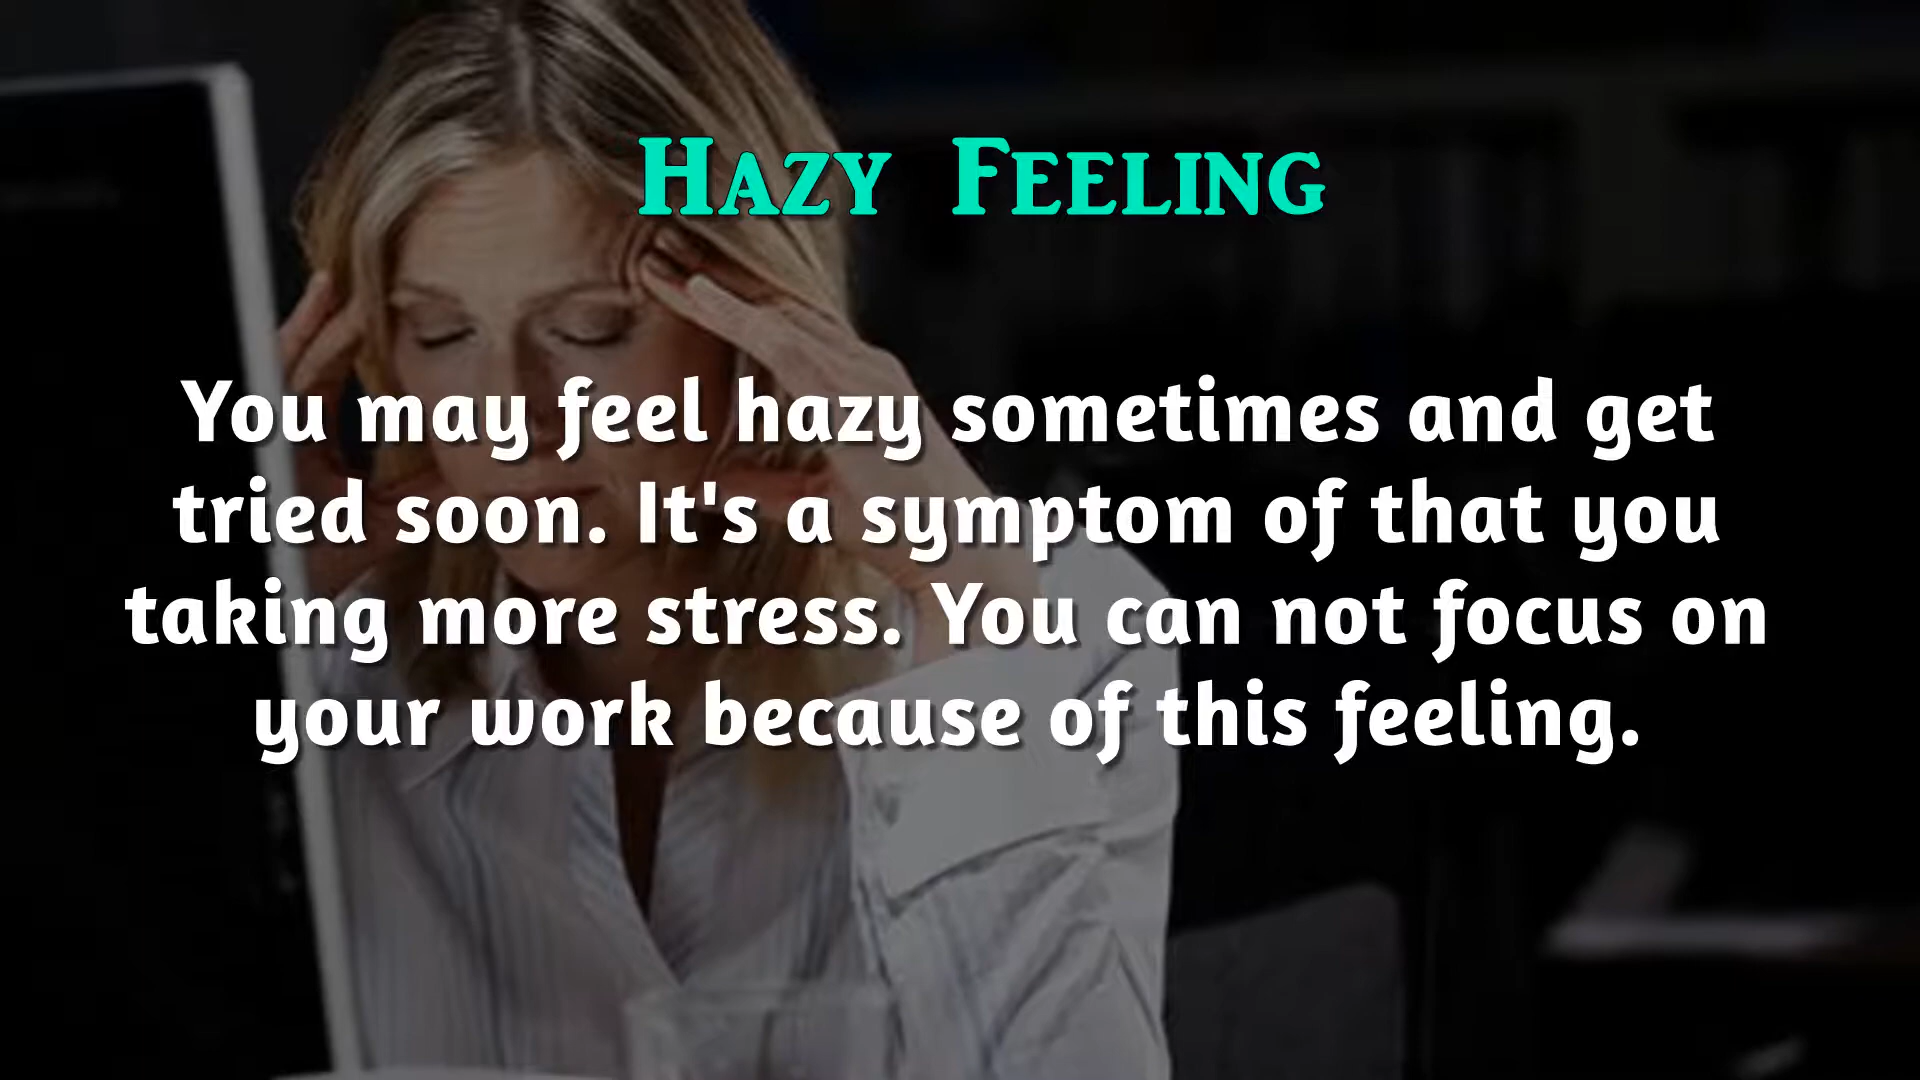 Hazy Feeling
You may feel hazy sometimes and get
tried soon. It's a symptom of that you
taking more stress. You can not focus on
your work because of this feeling.